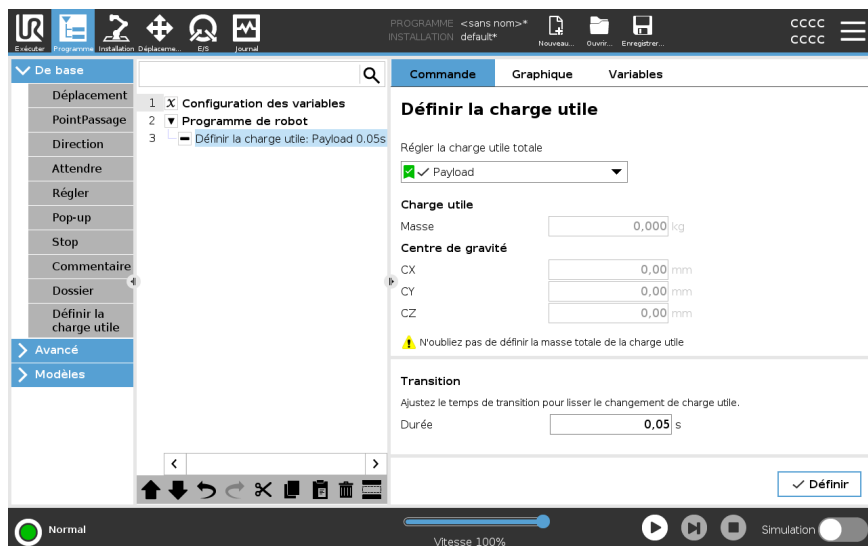 PROGRAMME <sans nom>*
INSTALLATION default*
UR
Exécuter
Programme
Installation
Déplaceme...
E/S
Journal
Nouveau...
Ouvrir...
Enregistrer...
CCCC
CCCC
De base
Déplacement
PointPassage
Direction
Attendre
Régler
Pop-up
Stop
Commentaire
Dossier
Définir la
charge utile
Avancé
Modèles
1 X Configuration des variables
2 Programme de robot
3 Définir la charge utile: Payload 0.05s
Commande Graphique Variables
Définir la charge utile
Régler la charge utile totale
Payload
Charge utile
Masse 0,000 kg
Centre de gravité
CX 0,00 mm
CY 0,00 mm
CZ 0,00 mm
N'oubliez pas de définir la masse totale de la charge utile
Transition
Ajustez le temps de transition pour lisser le changement de charge utile.
Durée 0,05 s
Définir
Normal
Vitesse 100%
Simulation